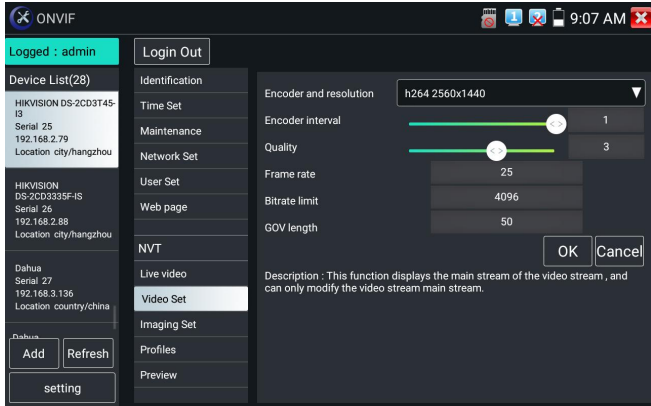 ONVIF
1
9:07 AM
Logged : admin
Login Out
Device List(28)
HIKVISION DS-2CD3T45-
I3
Serial 25
192.168.2.79
Location city/hangzhou
HIKVISION
DS-2CD3335F-IS
Serial 26
192.168.2.88
Location city/hangzhou
Dahua
Serial 27
192.168.3.136
Location country/china
Dahua
Add
Refresh
setting
Identification
Time Set
Maintenance
Network Set
User Set
Web page
NVT
Live video
Video Set
Imaging Set
Profiles
Preview
Encoder and resolution
h264 2560x1440
Encoder interval
<>
1
Quality
<>
3
Frame rate
25
Bitrate limit
4096
GOV length
50
OK
Cancel
Description : This function displays the main stream of the video stream , and
can only modify the video stream main stream.